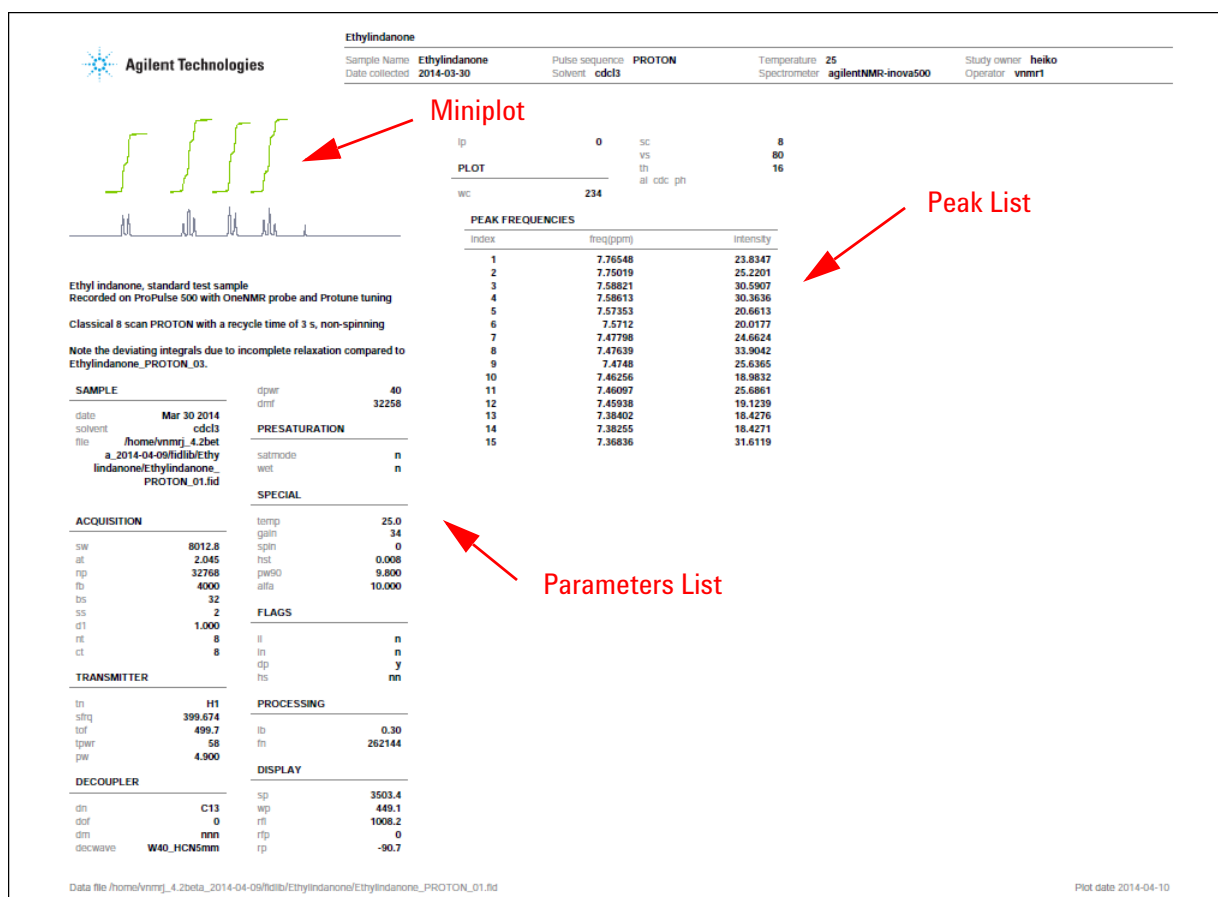 Ethylindanone
Agilent Technologies
Sample Name Ethylindanone Pulse sequence PROTON Temperature 25 Study owner heiko
Date collected 2014-03-30 Solvent cdcl3 Spectrometer agilentNMR-inova500 Operator vnmr1
Miniplot
Ethyl indanone, standard test sample
Recorded on ProPulse 500 with OneNMR probe and Protune tuning
Classical 8 scan PROTON with a recycle time of 3 s, non-spinning
Note the deviating integrals due to incomplete relaxation compared to
Ethylindanone_PROTON_03.
SAMPLE
date Mar 30 2014
solvent cdcl3
file /home/vnmrj_4.2bet
a_2014-04-09/fidlib/Ethy
lindanone/Ethylindanone_
PROTON_01.fid
ACQUISITION
sw 8012.8
at 2.045
np 32768
fb 4000
bs 32
ss 2
d1 1.000
nt 8
ct 8
TRANSMITTER
tn H1
sfrq 399.674
tof 499.7
tpwr 58
pw 4.900
DECOUPLER
dn C13
dof 0
dm nnn
decwave W40_HCN5mm
dpwr 40
dmf 32258
PRESATURATION
satmode n
wet n
SPECIAL
temp 25.0
gain 34
spin 0
hst 0.008
pw90 9.800
alfa 10.000
FLAGS
il n
in n
dp y
hs nn
PROCESSING
lb 0.30
fn 262144
DISPLAY
sp 3503.4
wp 449.1
rfl 1008.2
rfp 0
rp -90.7
Parameters List
lp 0
PLOT
wc 234
sc 8
vs 80
th 16
ai cdc ph
Peak List
PEAK FREQUENCIES
index freq(ppm) intensity
1 7.76548 23.8347
2 7.75019 25.2201
3 7.58821 30.5907
4 7.58613 30.3636
5 7.57353 20.6613
6 7.5712 20.0177
7 7.47798 24.6624
8 7.47639 33.9042
9 7.4748 25.6365
10 7.46256 18.9832
11 7.46097 25.6861
12 7.45938 19.1239
13 7.38402 18.4276
14 7.38255 18.4271
15 7.36836 31.6119
Data file /home/vnmrj_4.2beta_2014-04-09/fidlib/Ethylindanone/Ethylindanone_PROTON_01.fid
Plot date 2014-04-10